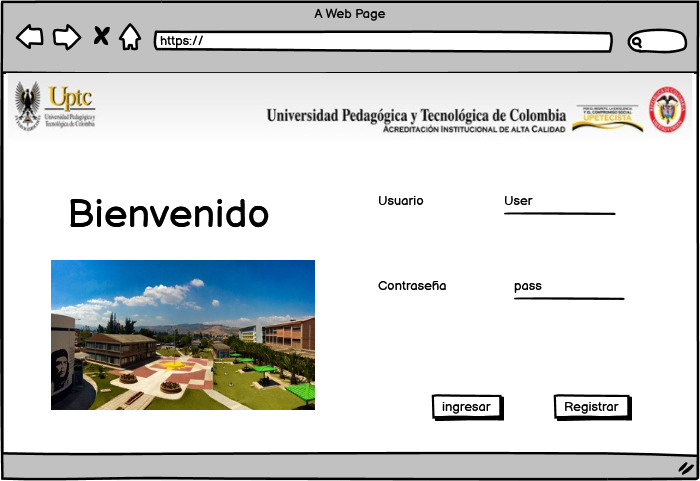 A Web Page
https://
Uptc
Universidad Pedagógica y
Tecnológica de Colombia
Universidad Pedagógica y Tecnológica de Colombia
ACREDITACIÓN INSTITUCIONAL DE ALTA CALIDAD
UPETECISTA
Bienvenido
Usuario
User
Contraseña
pass
ingresar
Registrar